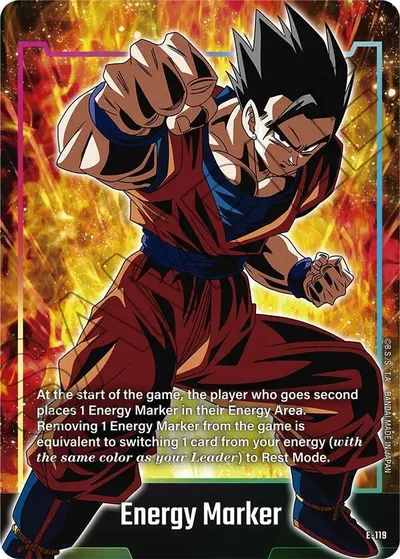 At the start of the game, the player who goes second
places 1 Energy Marker in their Energy Area.
Removing 1 Energy Marker from the game is
equivalent to switching 1 card from your energy (with
the same color as your Leader) to Rest Mode.
©B.S./S.,T.A. BANDAI MADE IN JAPAN
Energy Marker
E-119